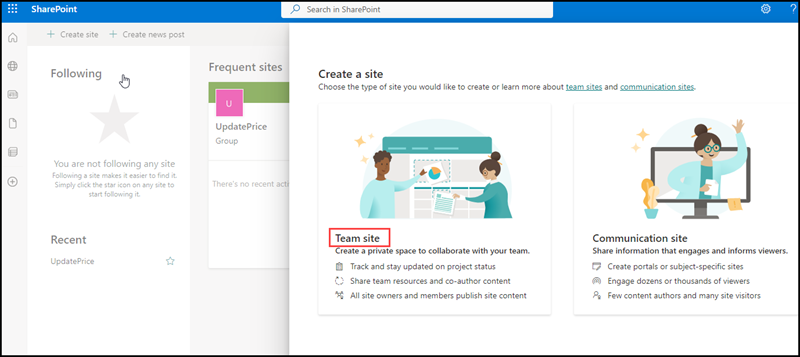 SharePoint
Search in SharePoint
?
+ Create site + Create news post
Following
You are not following any site
Following a site makes it easier to find it.
Simply click the star icon on any site to
start following it.
Recent
UpdatePrice
Frequent sites
U
UpdatePrice
Group
There's no recent acti
Create a site
Choose the type of site you would like to create or learn more about team sites and communication sites.
Team site
Create a private space to collaborate with your team.
Track and stay updated on project status
Share team resources and co-author content
All site owners and members publish site content
Communication site
Share information that engages and informs viewers.
Create portals or subject-specific sites
Engage dozens or thousands of viewers
Few content authors and many site visitors